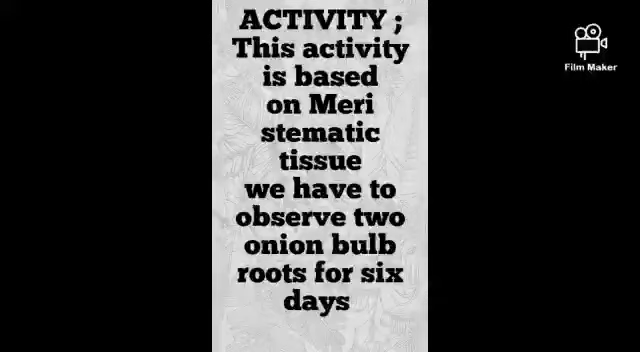 ACTIVITY ;
This activity
is based
on Meri
stematic
tissue
we have to
observe two
onion bulb
roots for six
days
Film Maker